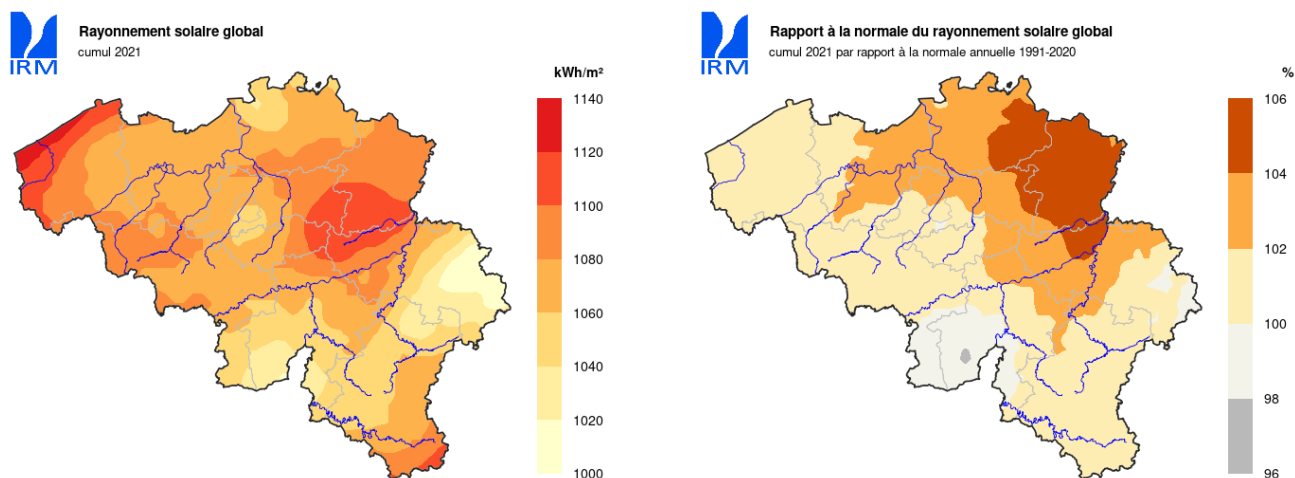 IRM
Rayonnement solaire global
cumul 2021
kWh/m²
1140
1120
1100
1080
1060
1040
1020
1000
IRM
Rapport à la normale du rayonnement solaire global
cumul 2021 par rapport à la normale annuelle 1991-2020
%
106
104
102
100
98
96